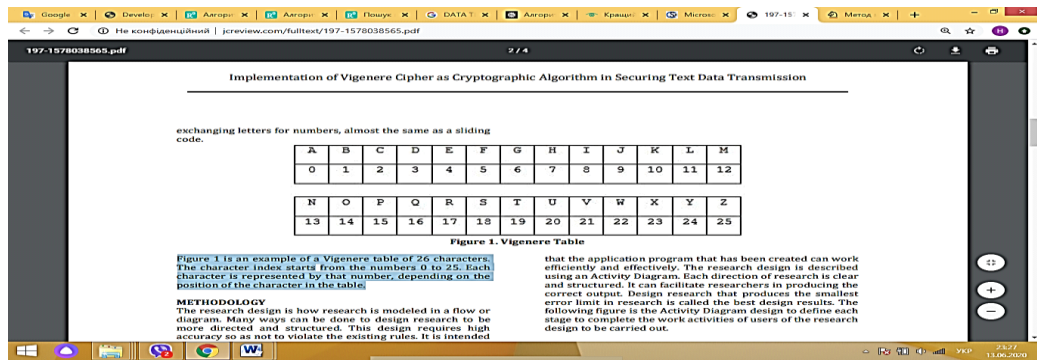 Google
Develop
Алгори
Алгори
Пошук
DATA T
Алгори
Кращи
Microsc
197-15
Метод
Не конфіденційний | jcreview.com/fulltext/197-1578038565.pdf
H
197-1578038565.pdf
2 / 4
Implementation of Vigenere Cipher as Cryptographic Algorithm in Securing Text Data Transmission
exchanging letters for numbers, almost the same as a sliding
code.
A B C D E F G H I J K L M
0 1 2 3 4 5 6 7 8 9 10 11 12
N O P Q R S T U V W X Y Z
13 14 15 16 17 18 19 20 21 22 23 24 25
Figure 1. Vigenere Table
Figure 1 is an example of a Vigenere table of 26 characters.
The character index starts from the numbers 0 to 25. Each
character is represented by that number, depending on the
position of the character in the table.
METHODOLOGY
The research design is how research is modeled in a flow or
diagram. Many ways can be done to design research to be
more directed and structured. This design requires high
accuracy so as not to violate the existing rules. It is intended
that the application program that has been created can work
efficiently and effectively. The research design is described
using an Activity Diagram. Each direction of research is clear
and structured. It can facilitate researchers in producing the
correct output. Design research that produces the smallest
error limit in research is called the best design results. The
following figure is the Activity Diagram design to define each
stage to complete the work activities of users of the research
design to be carried out.
W
УКР
23:27
13.06.2020